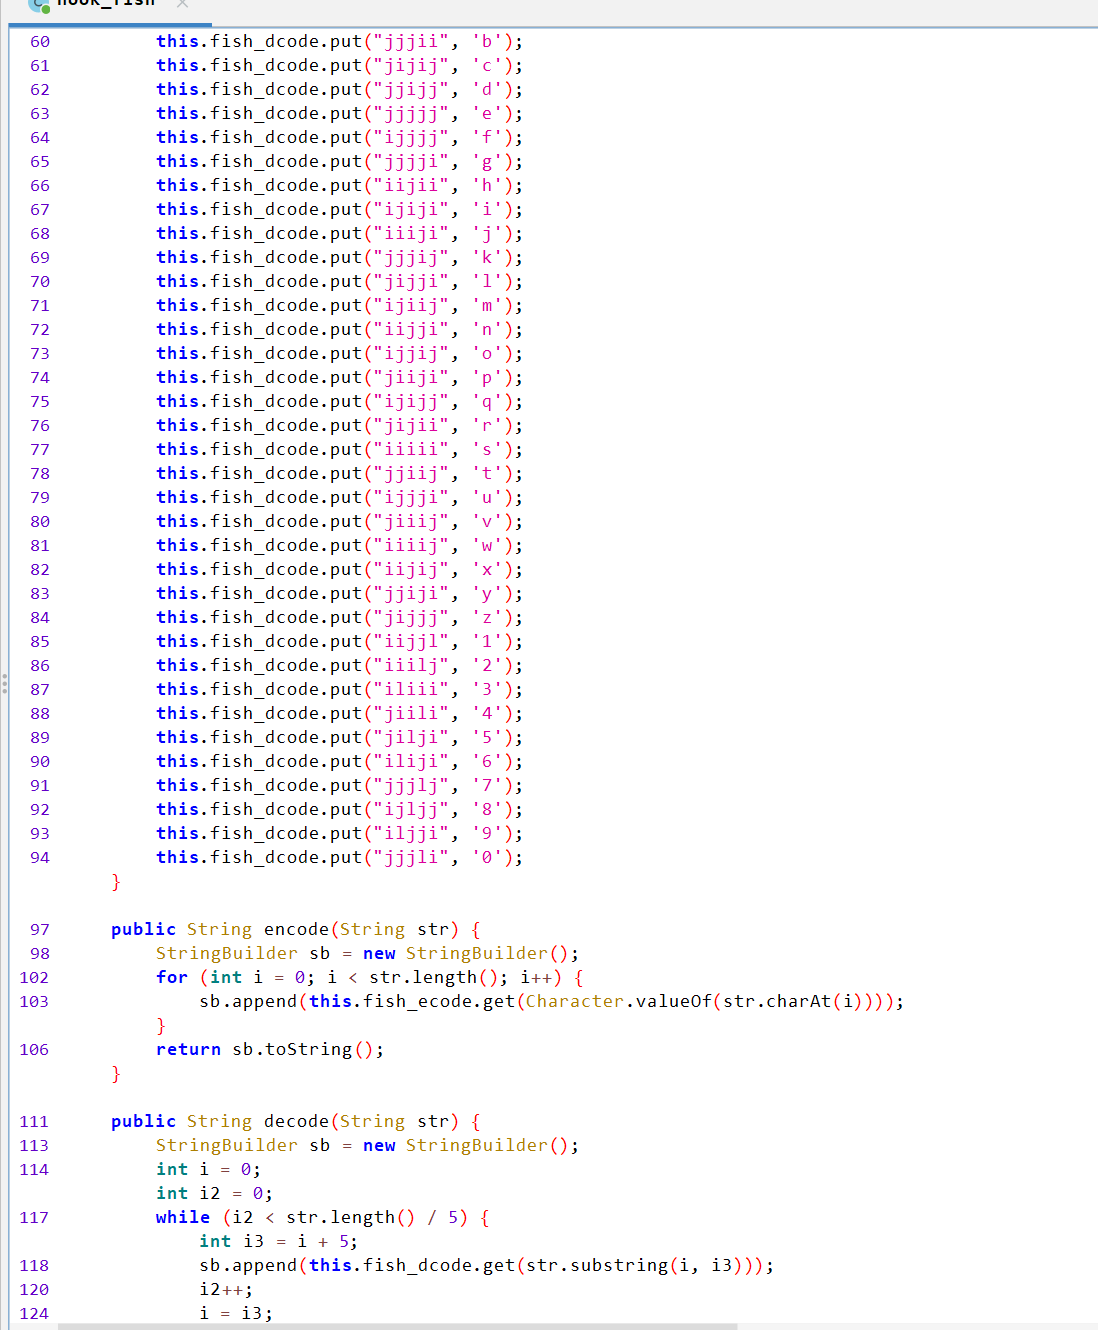 hook_fish
60 this.fish_dcode.put("jjjii", 'b');
61 this.fish_dcode.put("jijij", 'c');
62 this.fish_dcode.put("jjijj", 'd');
63 this.fish_dcode.put("jjjjj", 'e');
64 this.fish_dcode.put("ijjjj", 'f');
65 this.fish_dcode.put("jjjji", 'g');
66 this.fish_dcode.put("iijii", 'h');
67 this.fish_dcode.put("ijiji", 'i');
68 this.fish_dcode.put("iiiji", 'j');
69 this.fish_dcode.put("jjjij", 'k');
70 this.fish_dcode.put("jijji", 'l');
71 this.fish_dcode.put("ijiij", 'm');
72 this.fish_dcode.put("iijji", 'n');
73 this.fish_dcode.put("ijjij", 'o');
74 this.fish_dcode.put("jiiji", 'p');
75 this.fish_dcode.put("ijijj", 'q');
76 this.fish_dcode.put("jijii", 'r');
77 this.fish_dcode.put("iiiii", 's');
78 this.fish_dcode.put("jjiij", 't');
79 this.fish_dcode.put("ijjji", 'u');
80 this.fish_dcode.put("jiiij", 'v');
81 this.fish_dcode.put("iiiij", 'w');
82 this.fish_dcode.put("iijij", 'x');
83 this.fish_dcode.put("jjiji", 'y');
84 this.fish_dcode.put("jijjj", 'z');
85 this.fish_dcode.put("iijjl", '1');
86 this.fish_dcode.put("iiilj", '2');
87 this.fish_dcode.put("iliii", '3');
88 this.fish_dcode.put("jiili", '4');
89 this.fish_dcode.put("jilji", '5');
90 this.fish_dcode.put("iliji", '6');
91 this.fish_dcode.put("jjjlj", '7');
92 this.fish_dcode.put("ijljj", '8');
93 this.fish_dcode.put("iljji", '9');
94 this.fish_dcode.put("jjjli", '0');
}
97 public String encode(String str) {
98 StringBuilder sb = new StringBuilder();
102 for (int i = 0; i < str.length(); i++) {
103 sb.append(this.fish_ecode.get(Character.valueOf(str.charAt(i))));
}
106 return sb.toString();
}
111 public String decode(String str) {
113 StringBuilder sb = new StringBuilder();
114 int i = 0;
int i2 = 0;
117 while (i2 < str.length() / 5) {
int i3 = i + 5;
118 sb.append(this.fish_dcode.get(str.substring(i, i3)));
120 i2++;
124 i = i3;